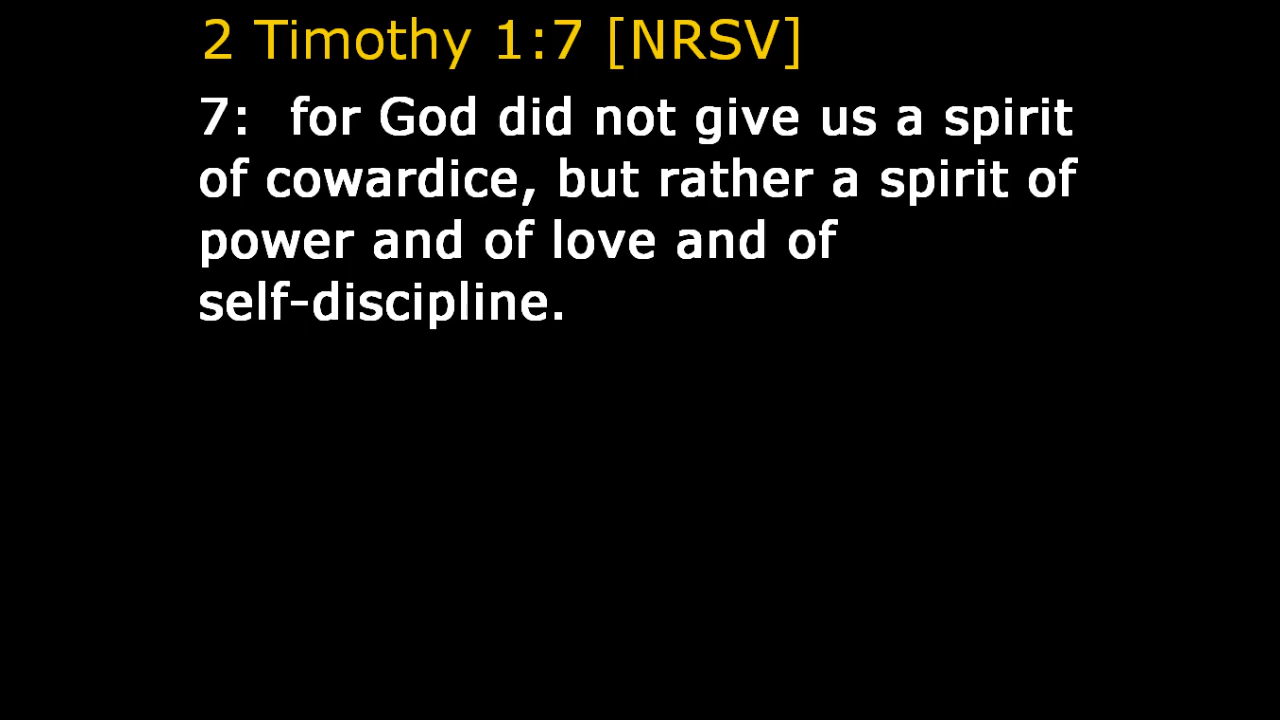 2 Timothy 1:7 [NRSV]
7:  for God did not give us a spirit
of cowardice, but rather a spirit of
power and of love and of
self-discipline.